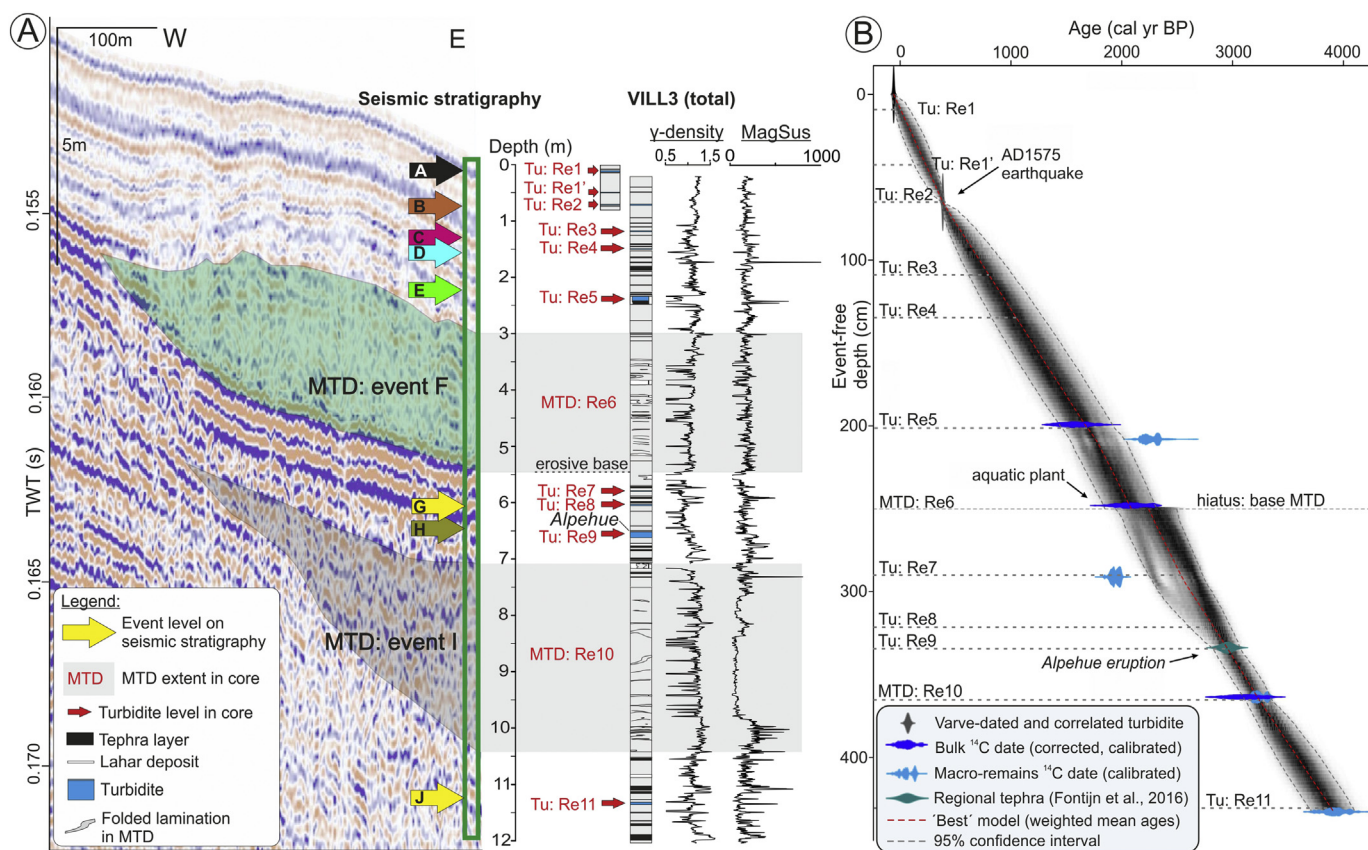 A
100m
W
E
5m
0.155
0.160
0.165
0.170
TWT (s)
Seismic stratigraphy
VILL3 (total)
Depth (m)
γ-density
0.5
1.5
MagSus
0
1000
0
1
2
3
4
5
6
7
8
9
10
11
12
A
B
C
D
E
MTD: event F
G
H
MTD: event I
J
Tu: Re1
Tu: Re1'
Tu: Re2
Tu: Re3
Tu: Re4
Tu: Re5
MTD: Re6
erosive base
Tu: Re7
Tu: Re8
Alpehue
Tu: Re9
MTD: Re10
Tu: Re11
Legend:
Event level on
seismic stratigraphy
MTD
MTD extent in core
Turbidite level in core
Tephra layer
Lahar deposit
Turbidite
Folded lamination
in MTD
B
Age (cal yr BP)
0
1000
2000
3000
4000
Event-free
depth (cm)
0
100
200
300
400
Tu: Re1
Tu: Re1'
AD1575
earthquake
Tu: Re2
Tu: Re3
Tu: Re4
Tu: Re5
aquatic plant
MTD: Re6
hiatus: base MTD
Tu: Re7
Tu: Re8
Tu: Re9
Alpehue eruption
MTD: Re10
Tu: Re11
Varve-dated and correlated turbidite
Bulk ¹⁴C date (corrected, calibrated)
Macro-remains ¹⁴C date (calibrated)
Regional tephra (Fontijn et al., 2016)
´Best´ model (weighted mean ages)
95% confidence interval